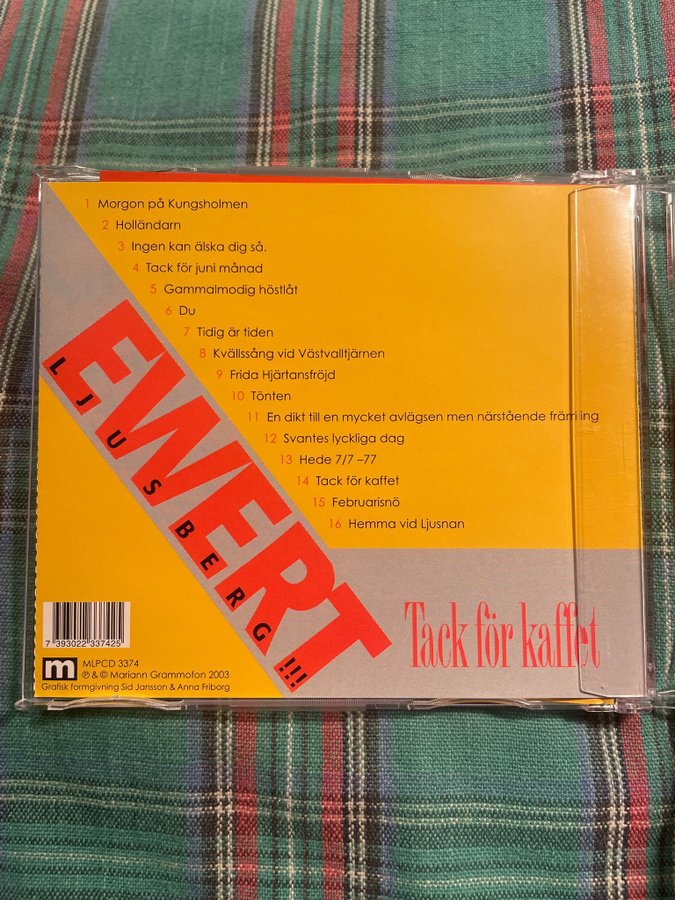 1 Morgon på Kungsholmen
2 Holländarn
3 Ingen kan älska dig så.
4 Tack för juni månad
5 Gammalmodig höstlåt
6 Du
7 Tidig är tiden
8 Kvällssång vid Västvalltjärnen
9 Frida Hjärtansfröjd
10 Tönten
11 En dikt till en mycket avlägsen men närstående främling
12 Svantes lyckliga dag
13 Hede 7/7 –77
14 Tack för kaffet
15 Februarisnö
16 Hemma vid Ljusnan
EWERT
LJUSBERG!!!
Tack för kaffet
7 393022 337425
m
MLPCD 3374
℗ & © Mariann Grammofon 2003
Grafisk formgivning Sid Jansson & Anna Friborg